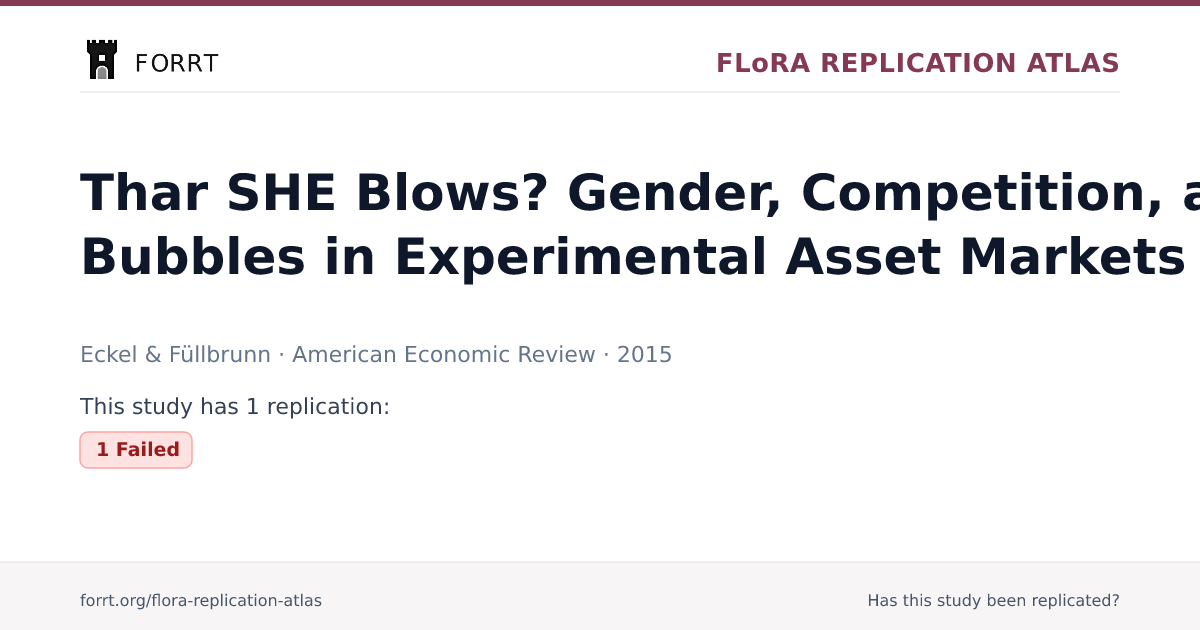 FORRT
FLoRA REPLICATION ATLAS
Thar SHE Blows? Gender, Competition, a
Bubbles in Experimental Asset Markets
Eckel & Füllbrunn · American Economic Review · 2015
This study has 1 replication:
1 Failed
forrt.org/flora-replication-atlas
Has this study been replicated?